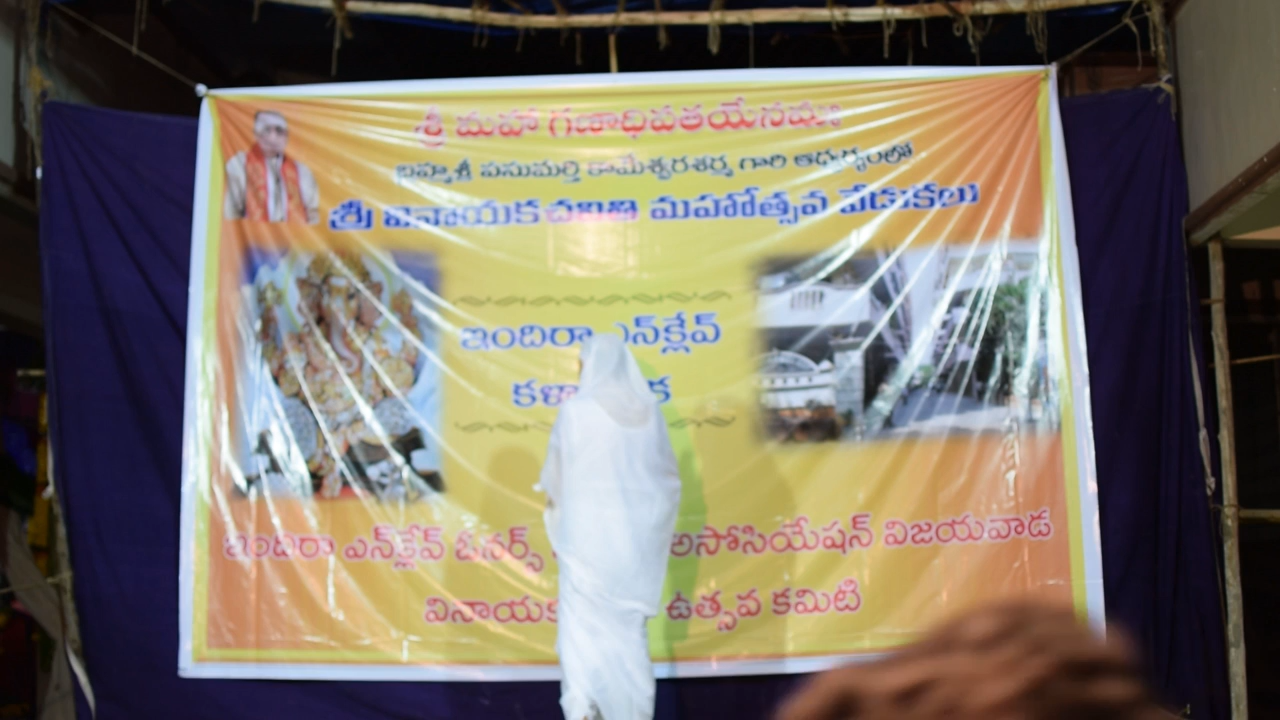 శ్రీ మహా గణాధిపతయేనమః
బ్రహ్మశ్రీ పసుమర్తి కామేశ్వరశర్మ గారి ఆధ్వర్యంలో
శ్రీ వినాయక చవితి మహోత్సవ వేడుకలు
ఇందిరా ఎన్‌క్లేవ్
ఇందిరా ఎన్‌క్లేవ్ ఓనర్స్ అసోసియేషన్ విజయవాడ
వినాయక ఉత్సవ కమిటి